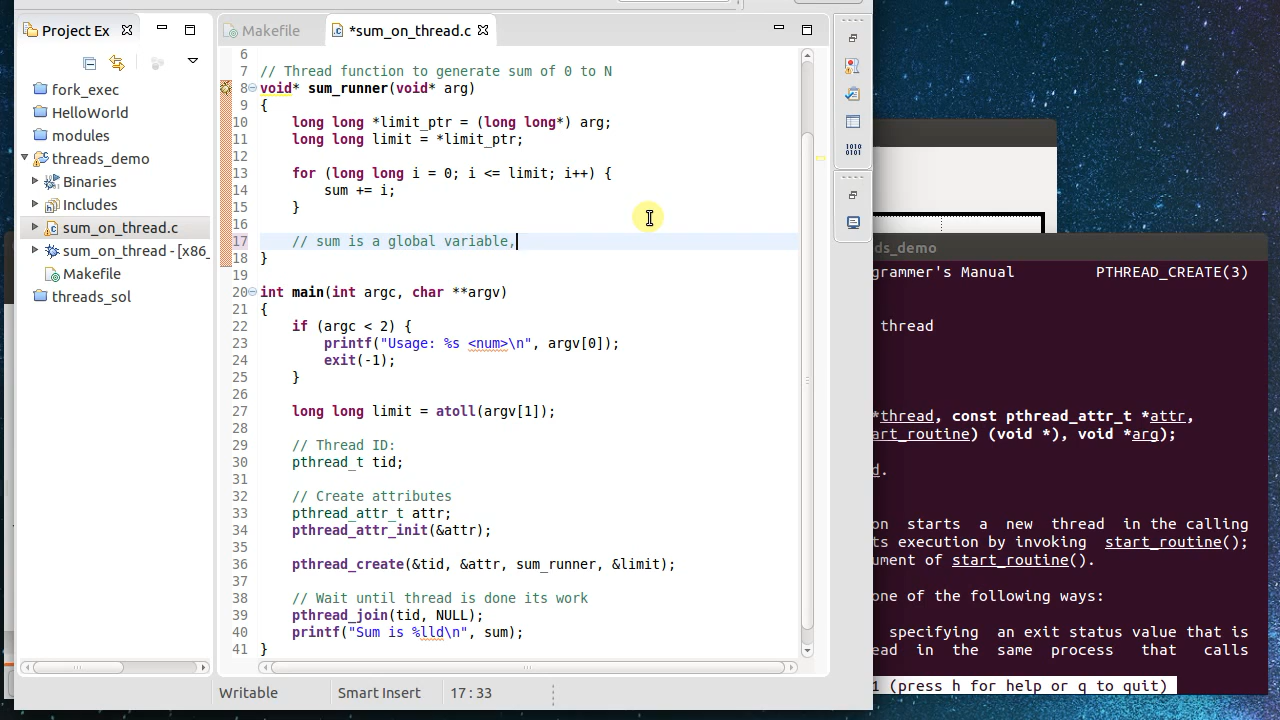 Project Ex
Makefile
*sum_on_thread.c
fork_exec
HelloWorld
modules
threads_demo
Binaries
Includes
sum_on_thread.c
sum_on_thread - [x86_
Makefile
threads_sol
6
7 // Thread function to generate sum of 0 to N
8 void* sum_runner(void* arg)
9 {
10 long long *limit_ptr = (long long*) arg;
11 long long limit = *limit_ptr;
12
13 for (long long i = 0; i <= limit; i++) {
14 sum += i;
15 }
16
17 // sum is a global variable,
18 }
19
20 int main(int argc, char **argv)
21 {
22 if (argc < 2) {
23 printf("Usage: %s <num>\n", argv[0]);
24 exit(-1);
25 }
26
27 long long limit = atoll(argv[1]);
28
29 // Thread ID:
30 pthread_t tid;
31
32 // Create attributes
33 pthread_attr_t attr;
34 pthread_attr_init(&attr);
35
36 pthread_create(&tid, &attr, sum_runner, &limit);
37
38 // Wait until thread is done its work
39 pthread_join(tid, NULL);
40 printf("Sum is %lld\n", sum);
41 }
Writable
Smart Insert
17 : 33
ds_demo
grammer's Manual PTHREAD_CREATE(3)
thread
*thread, const pthread_attr_t *attr,
art_routine) (void *), void *arg);
d.
on starts a new thread in the calling
ts execution by invoking start_routine();
ument of start_routine().
one of the following ways:
specifying an exit status value that is
ead in the same process that calls
1 (press h for help or q to quit)